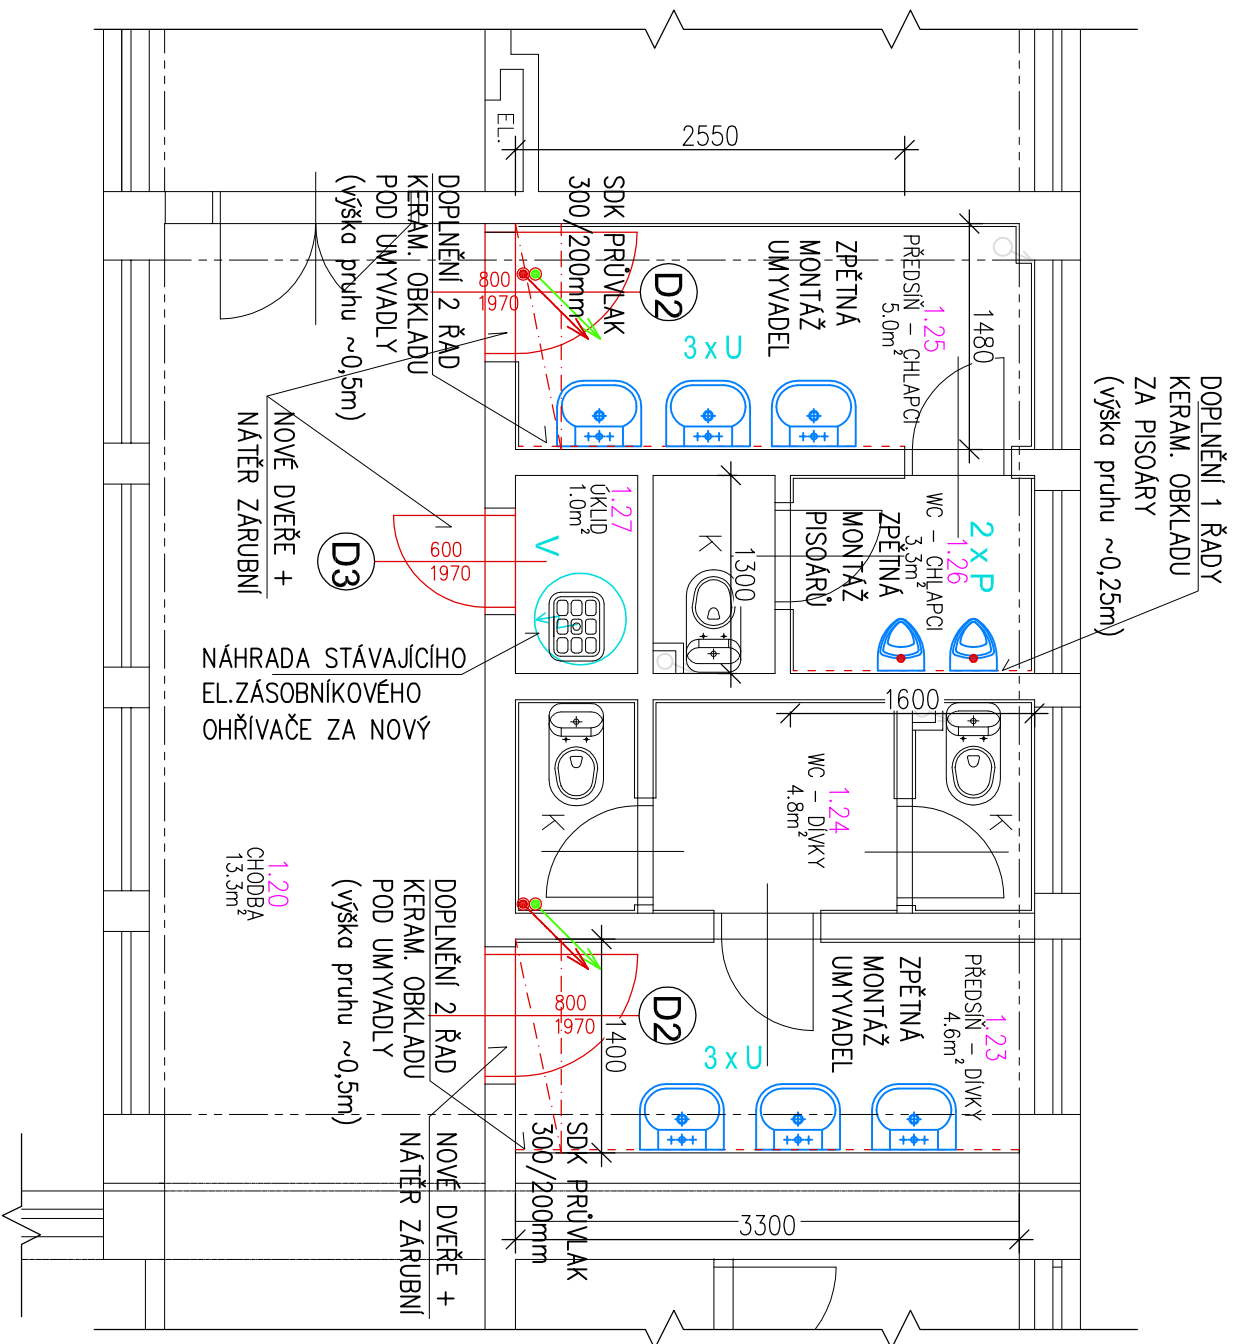 EL.
2550
SDK PRŮVLAK
300/200mm
DOPLNĚNÍ 2 ŘAD
KERAM. OBKLADU
POD UMYVADLY
(výška pruhu ~0,5m)
800
1970
D2
ZPĚTNÁ
MONTÁŽ
UMYVADEL
3 x U
1.25
PŘEDSÍŇ – CHLAPCI
5.0m²
1480
DOPLNĚNÍ 1 ŘADY
KERAM. OBKLADU
ZA PISOÁRY
(výška pruhu ~0,25m)
NOVÉ DVEŘE +
NÁTĚR ZÁRUBNÍ
D3
600
1970
1.27
ÚKLID
1.0m²
V
K
1300
2 x P
1.26
WC – CHLAPCI
3.3m²
ZPĚTNÁ
MONTÁŽ
PISOÁRŮ
NÁHRADA STÁVAJÍCÍHO
EL.ZÁSOBNÍKOVÉHO
OHŘÍVAČE ZA NOVÝ
1600
K
1.24
WC – DÍVKY
4.8m²
K
1.20
CHODBA
13.3m²
DOPLNĚNÍ 2 ŘAD
KERAM. OBKLADU
POD UMYVADLY
(výška pruhu ~0,5m)
800
1970
D2
1400
ZPĚTNÁ
MONTÁŽ
UMYVADEL
3 x U
1.23
PŘEDSÍŇ – DÍVKY
4.6m²
SDK PRŮVLAK
300/200mm
NOVÉ DVEŘE +
NÁTĚR ZÁRUBNÍ
3300